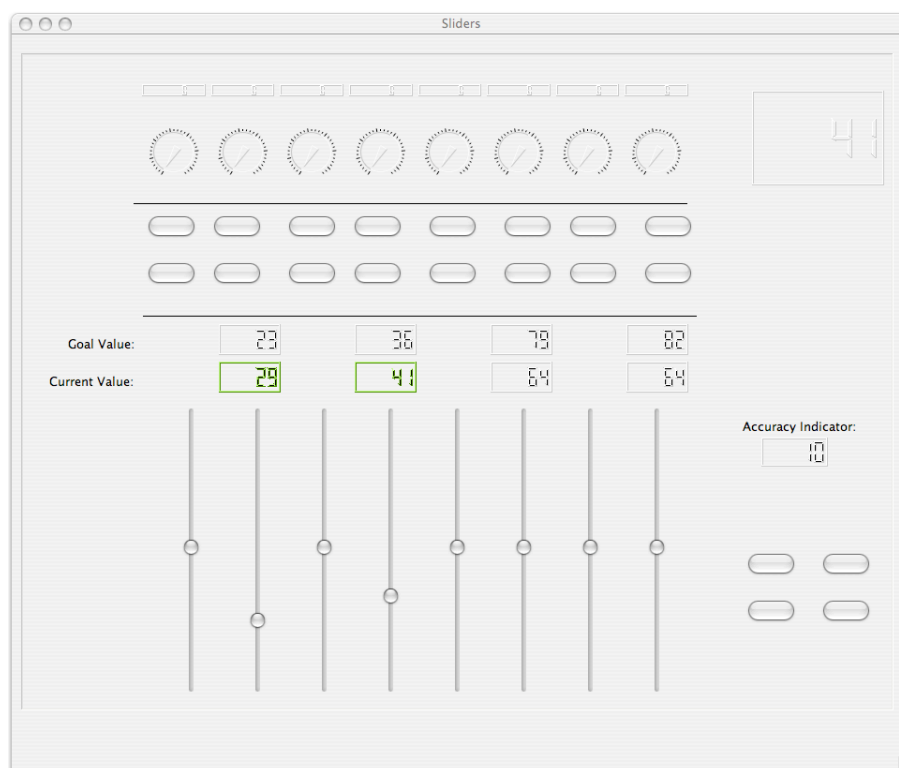 Sliders
41
Goal Value: 23 36 79 82
Current Value: 29 41 64 64
Accuracy Indicator:
10